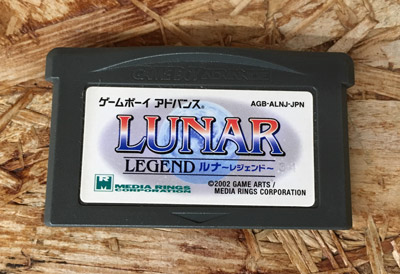 ゲームボーイ アドバンス®
AGB-ALNJ-JPN
LUNAR
LEGEND ルナ～レジェンド～
MEDIA RINGS
CORPORATION
©2002 GAME ARTS /
MEDIA RINGS CORPORATION